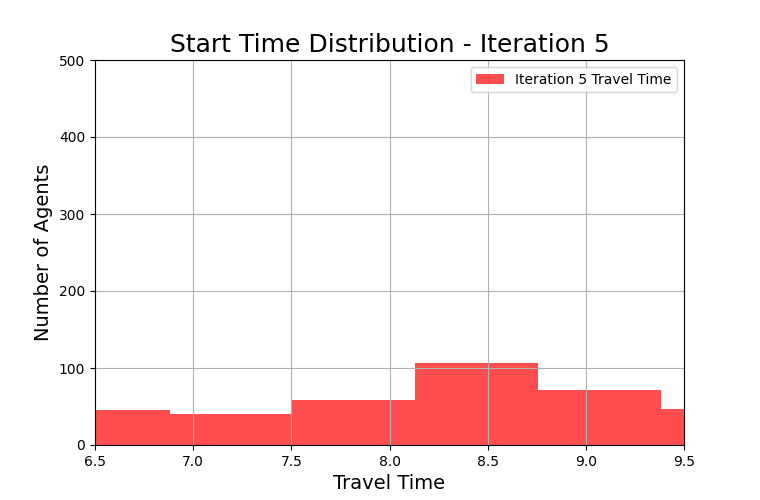 Start Time Distribution - Iteration 5
Iteration 5 Travel Time
500
400
300
200
100
0
Number of Agents
6.5 7.0 7.5 8.0 8.5 9.0 9.5
Travel Time